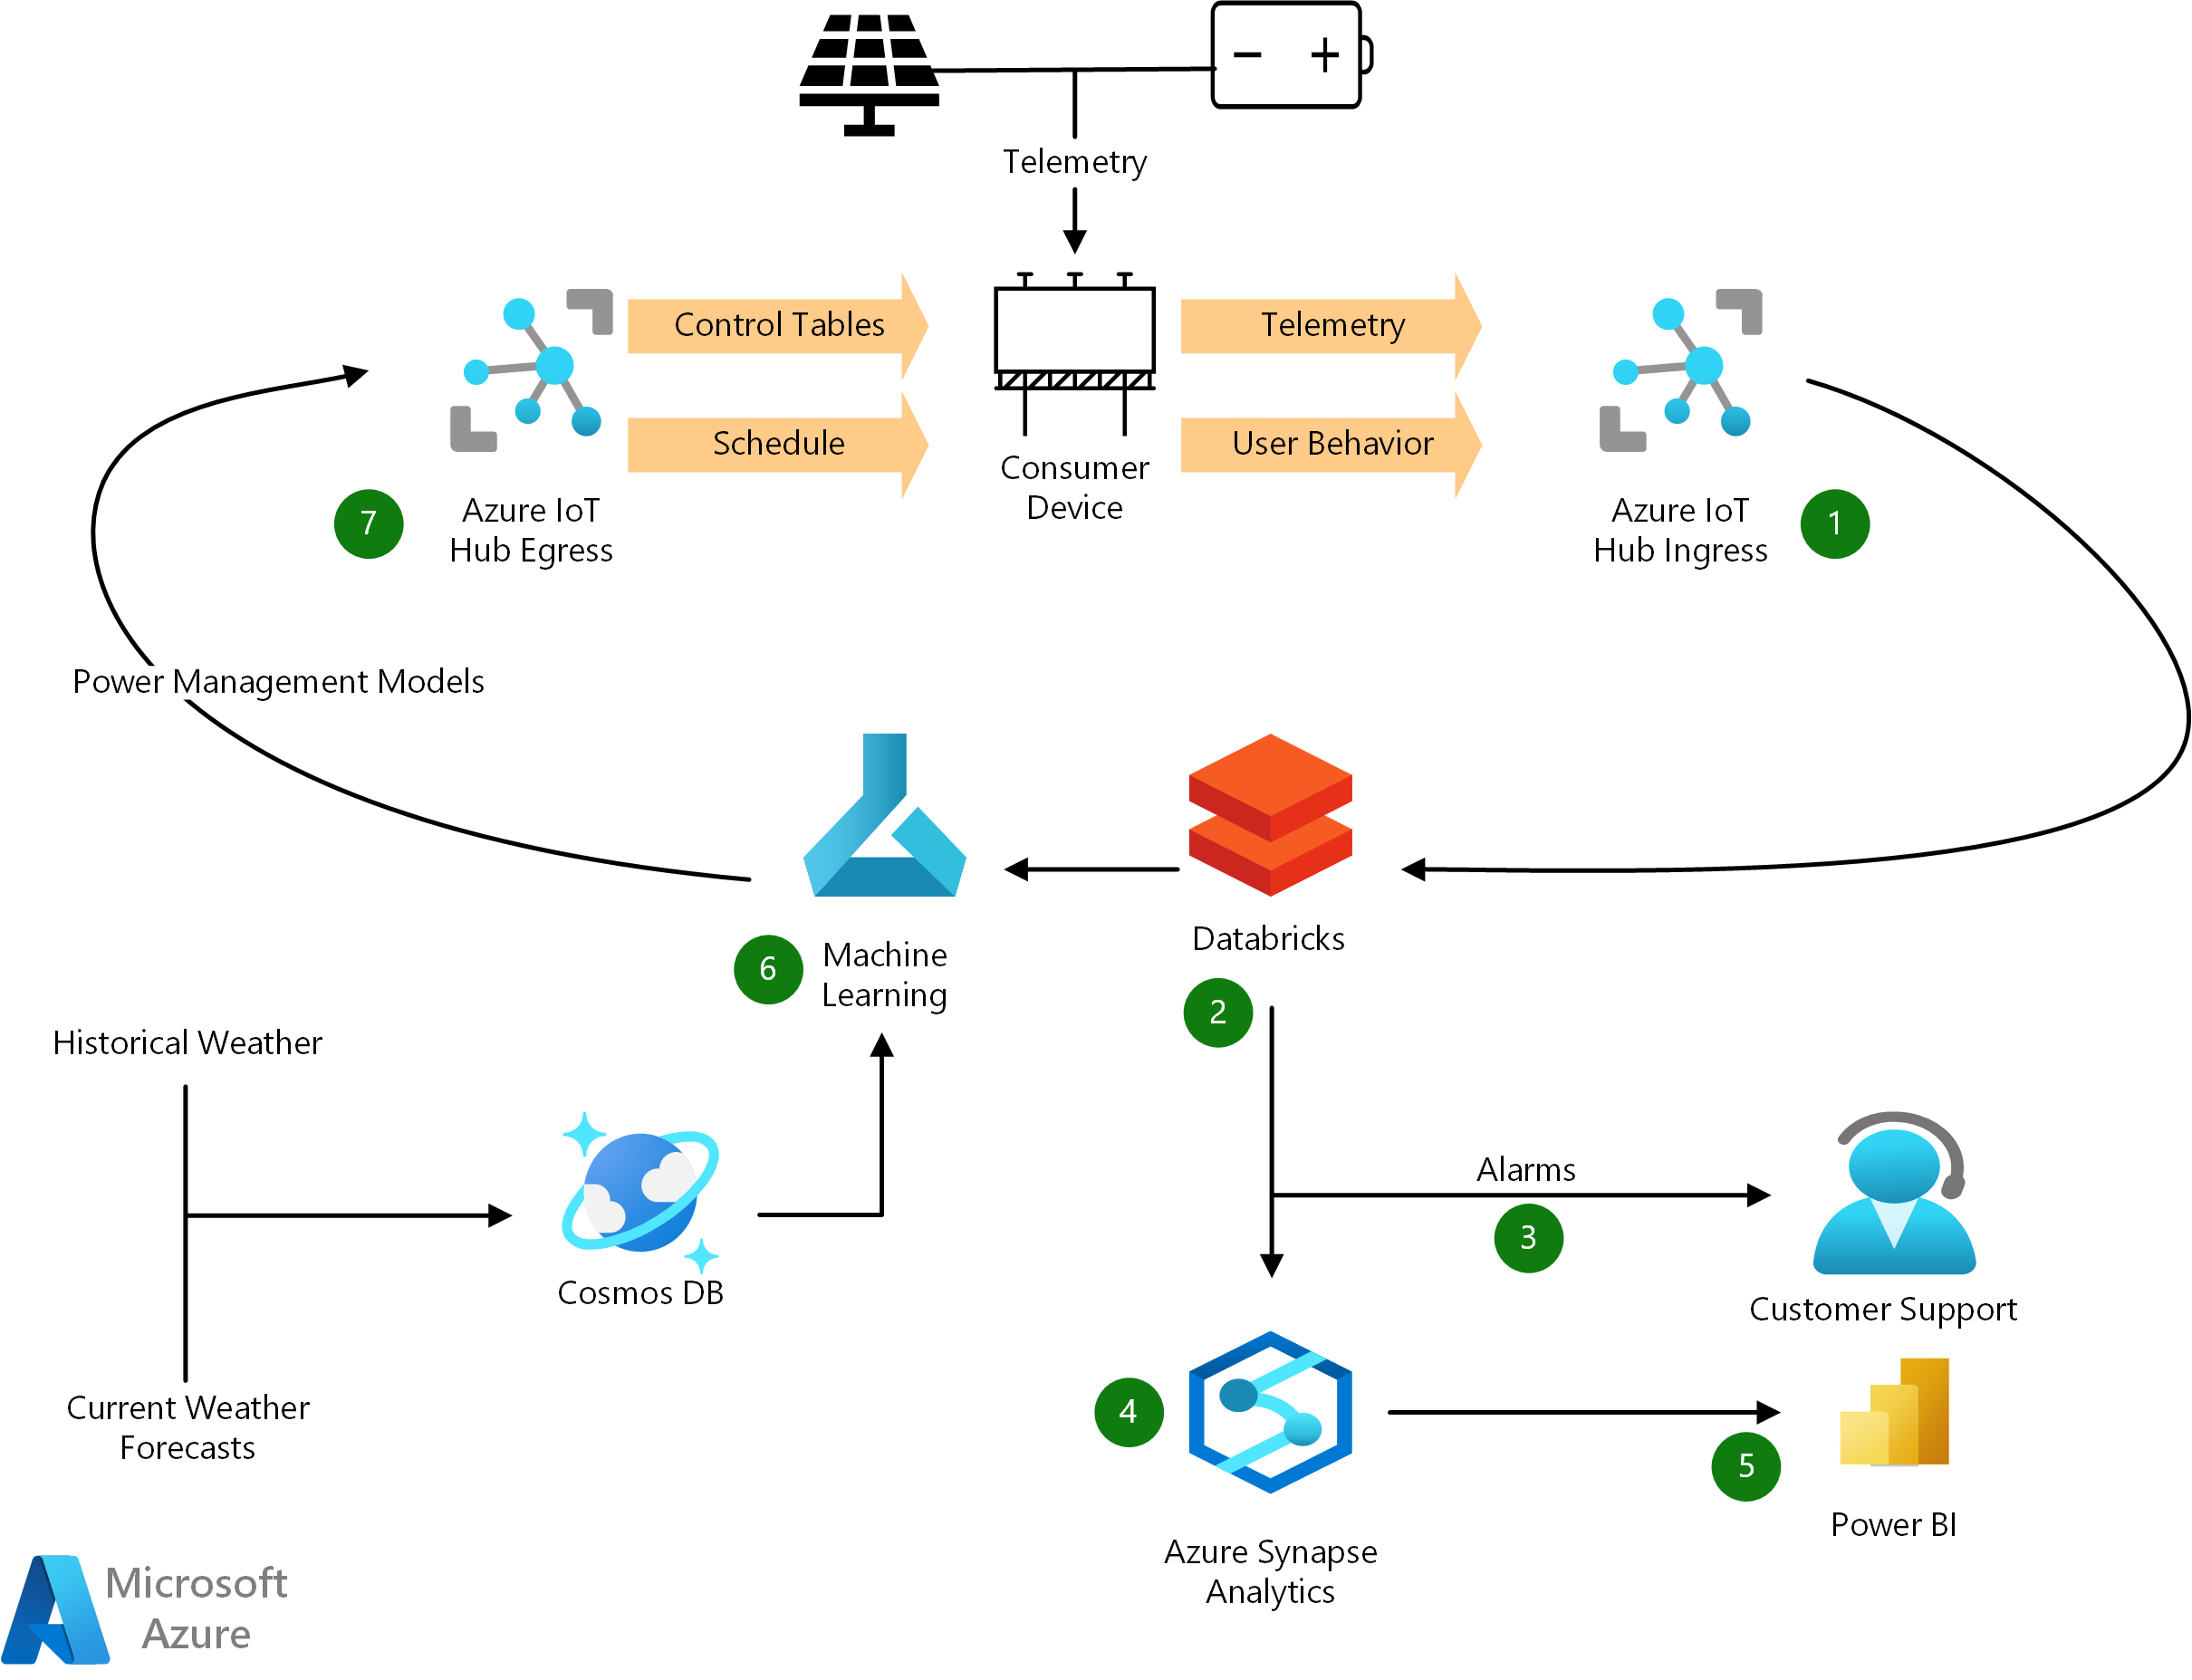 − +
Telemetry
Control Tables
Telemetry
Schedule
User Behavior
Consumer
Device
7
Azure IoT
Hub Egress
Azure IoT
Hub Ingress
1
Power Management Models
Databricks
6
Machine
Learning
2
Historical Weather
Alarms
3
Cosmos DB
Customer Support
Current Weather
Forecasts
4
5
Power BI
Azure Synapse
Analytics
Microsoft
Azure